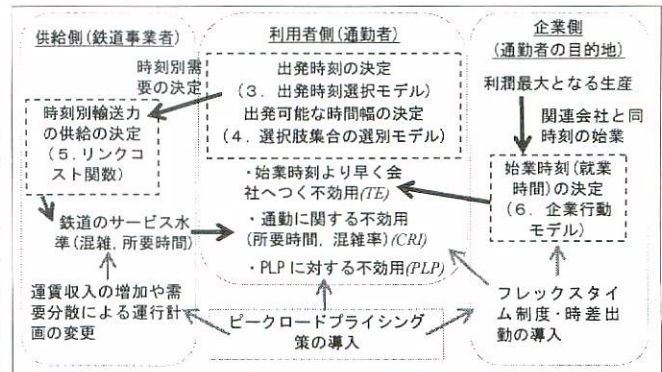 供給側(鉄道事業者)
時刻別需
要の決定
時刻別輸送力
の供給の決定
(5.リンクコ
スト関数)
鉄道のサービス水
準(混雑,所要時間)
運賃収入の増加や需
要分散による運行計
画の変更
利用者側(通勤者)
出発時刻の決定
(3.出発時刻選択モデル)
出発可能な時間幅の決定
(4.選択肢集合の選別モデル)
・始業時刻より早く会
社へつく不効用(TE)
・通勤に関する不効用
(所要時間,混雑率)(CRI)
・PLPに対する不効用(PLP)
ピークロードプライシング
策の導入
企業側
(通勤者の目的地)
利潤最大となる生産
関連会社と同
時刻の始業
始業時刻(就業
時間)の決定
(6.企業行動
モデル)
フレックスタイ
ム制度・時差出
勤の導入